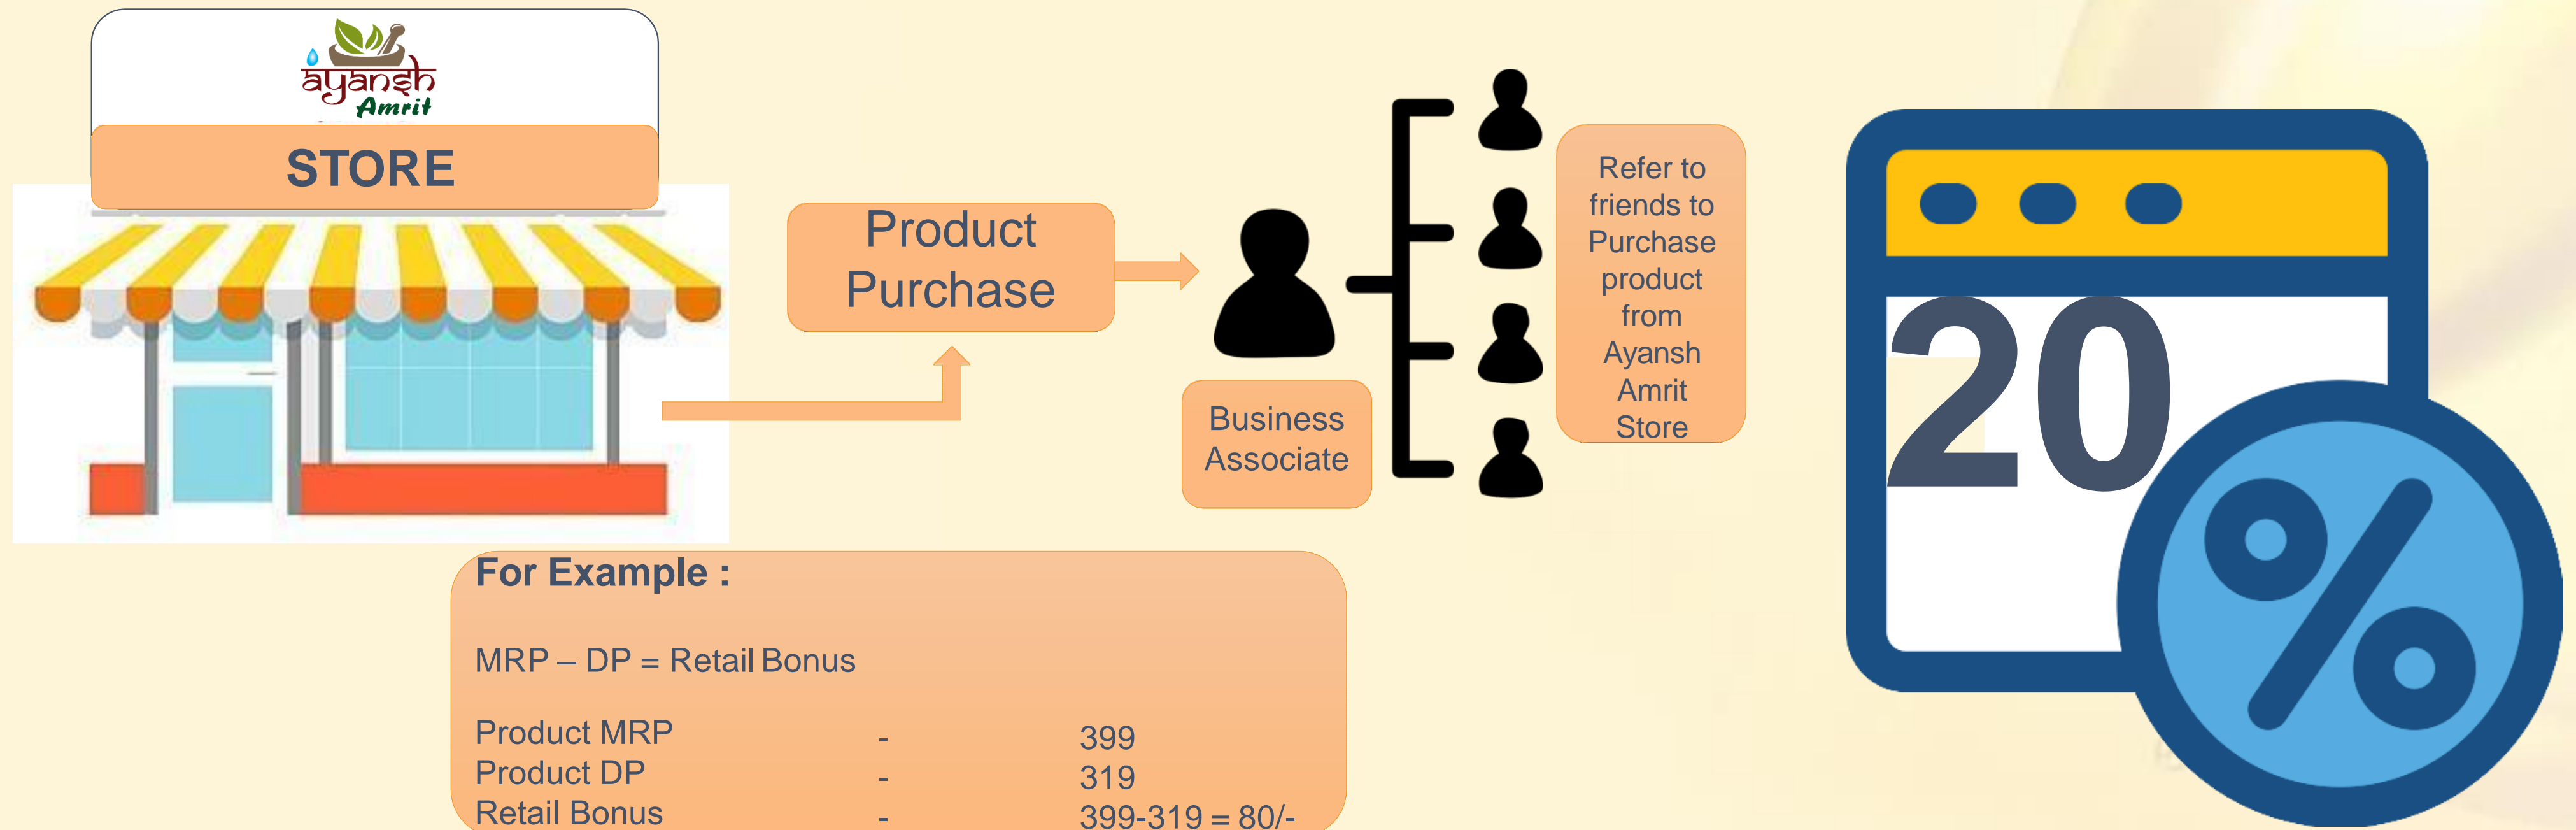 ayansh
Amrit
STORE
Product
Purchase
Business
Associate
Refer to
friends to
Purchase
product
from
Ayansh
Amrit
Store
20
%
For Example :
MRP – DP = Retail Bonus
Product MRP - 399
Product DP - 319
Retail Bonus - 399-319 = 80/-